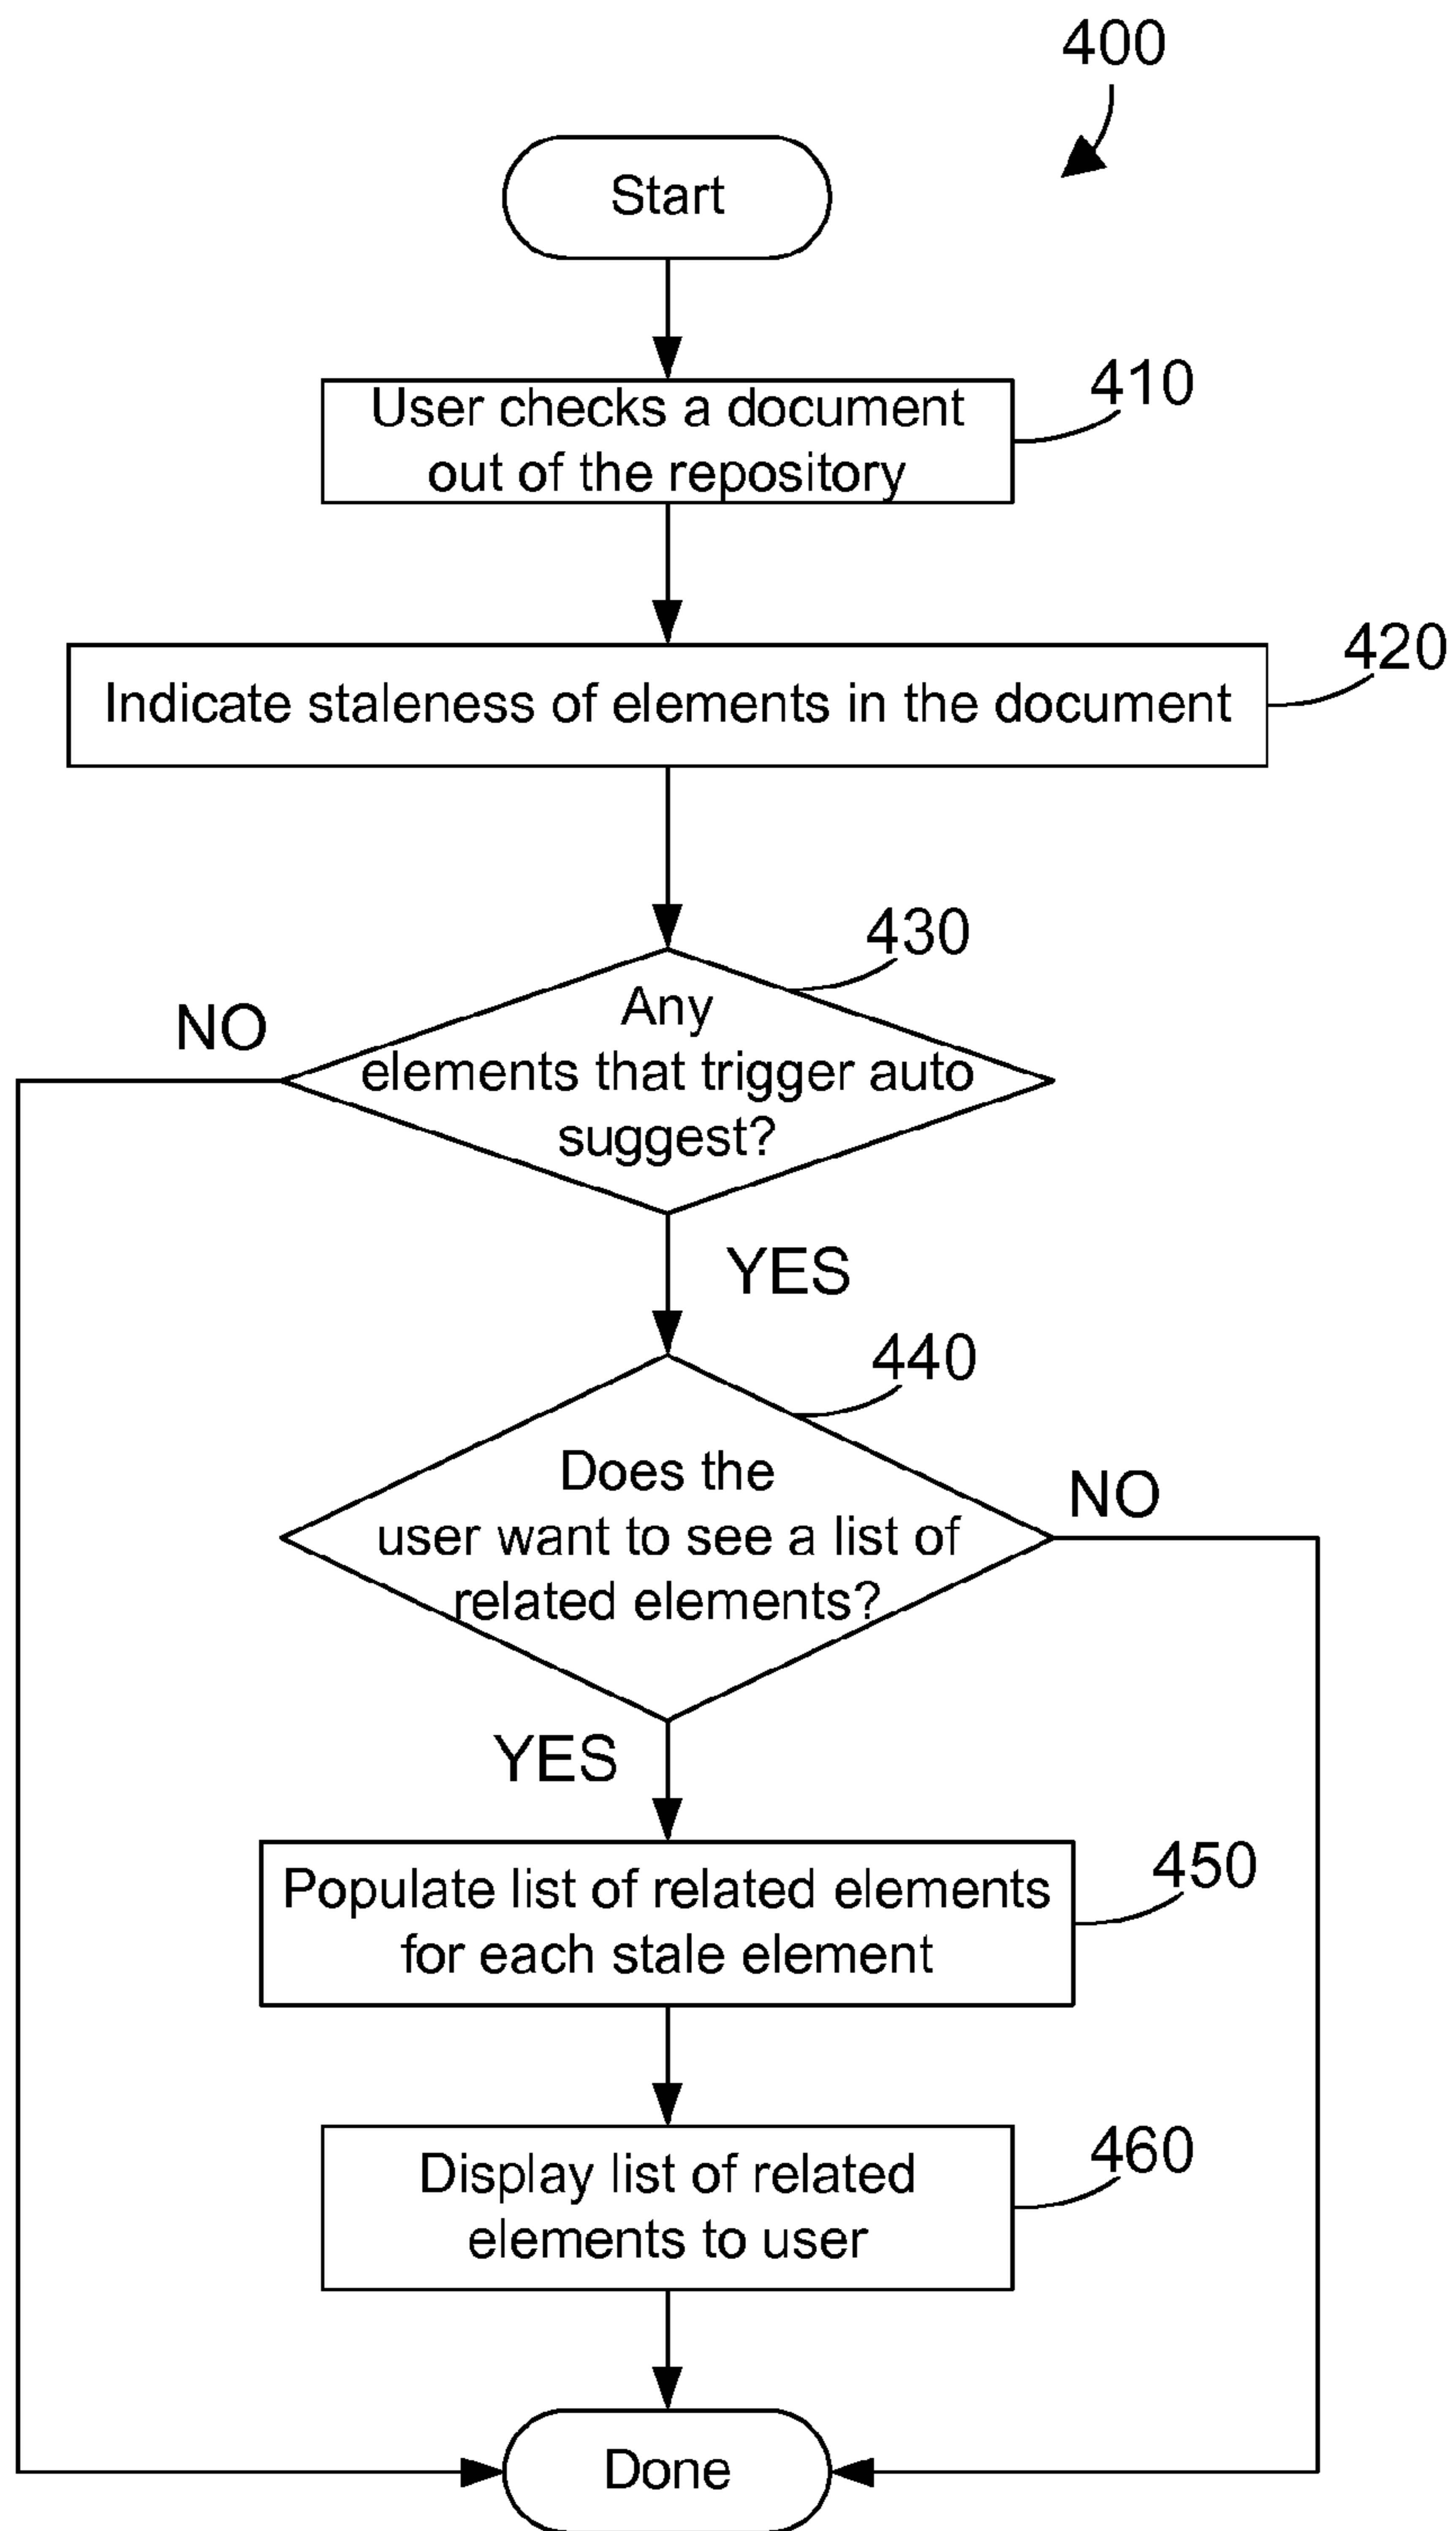 400
Start
User checks a document
out of the repository
410
Indicate staleness of elements in the document
420
430
Any
elements that trigger auto
suggest?
NO
YES
440
Does the
user want to see a list of
related elements?
NO
YES
Populate list of related elements
for each stale element
450
Display list of related
elements to user
460
Done